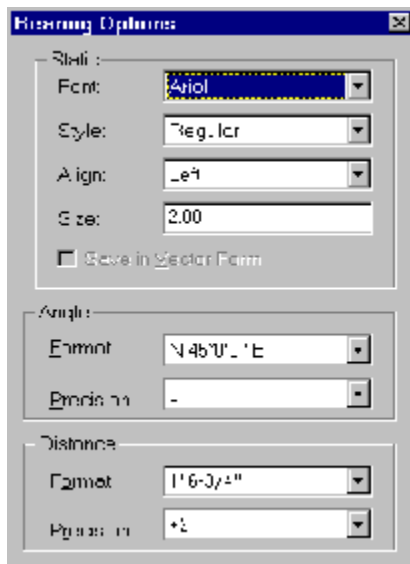 Bearing Options
Static
Font: Arial
Style: Regular
Align: Left
Size: 2.00
Save in Vector Form
Angle
Format
Precision
Distance
Format
Precision